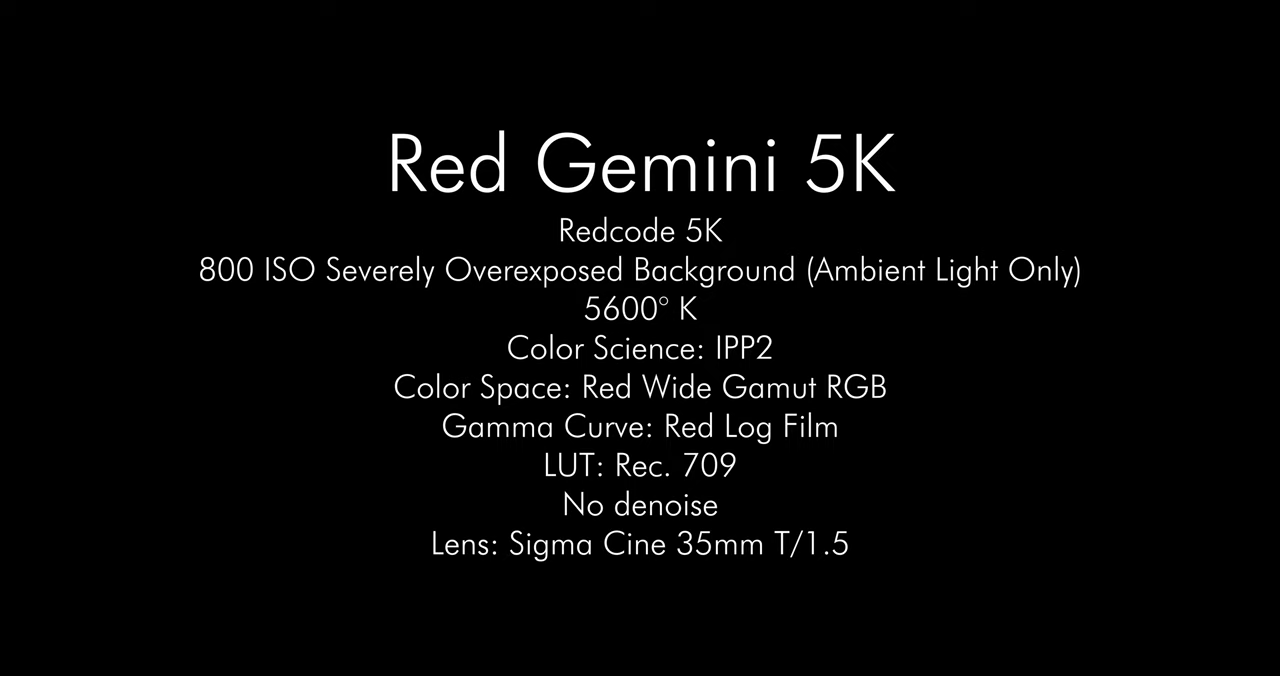 Red Gemini 5K
Redcode 5K
800 ISO Severely Overexposed Background (Ambient Light Only)
5600° K
Color Science: IPP2
Color Space: Red Wide Gamut RGB
Gamma Curve: Red Log Film
LUT: Rec. 709
No denoise
Lens: Sigma Cine 35mm T/1.5